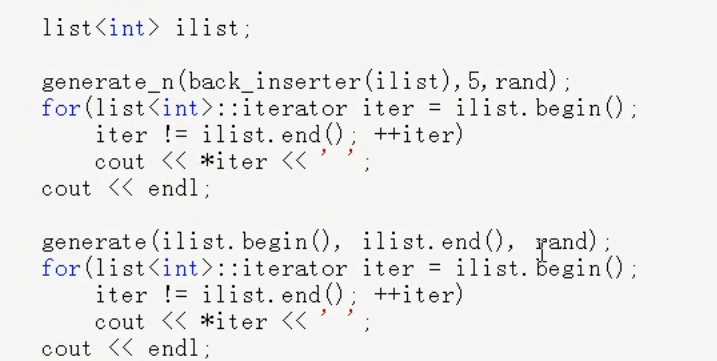 list<int> ilist;
generate_n(back_inserter(ilist),5,rand);
for(list<int>::iterator iter = ilist.begin();
iter != ilist.end(); ++iter)
cout << *iter << ' ';
cout << endl;
generate(ilist.begin(), ilist.end(), rand);
for(list<int>::iterator iter = ilist.begin();
iter != ilist.end(); ++iter)
cout << *iter << ' ';
cout << endl;